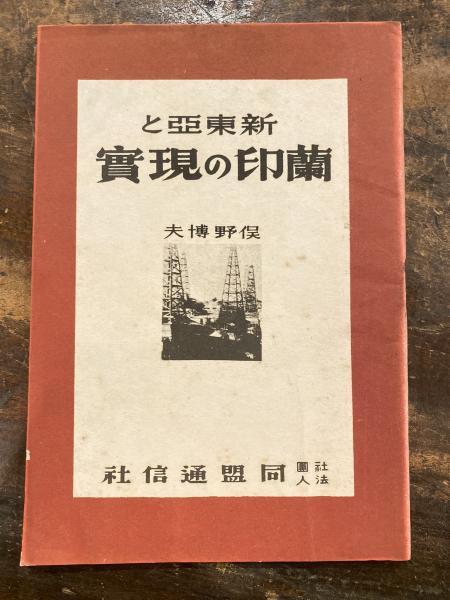 新東亞と
蘭印の現實
俣野博夫
社團法人 同盟通信社